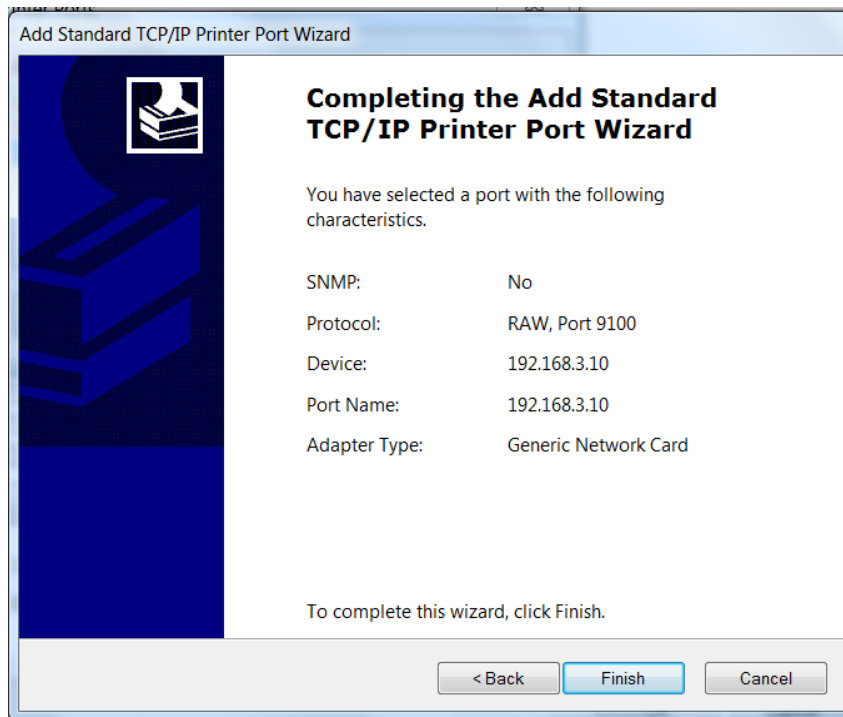 Add Standard TCP/IP Printer Port Wizard
Completing the Add Standard
TCP/IP Printer Port Wizard
You have selected a port with the following
characteristics.
SNMP: No
Protocol: RAW, Port 9100
Device: 192.168.3.10
Port Name: 192.168.3.10
Adapter Type: Generic Network Card
To complete this wizard, click Finish.
< Back Finish Cancel